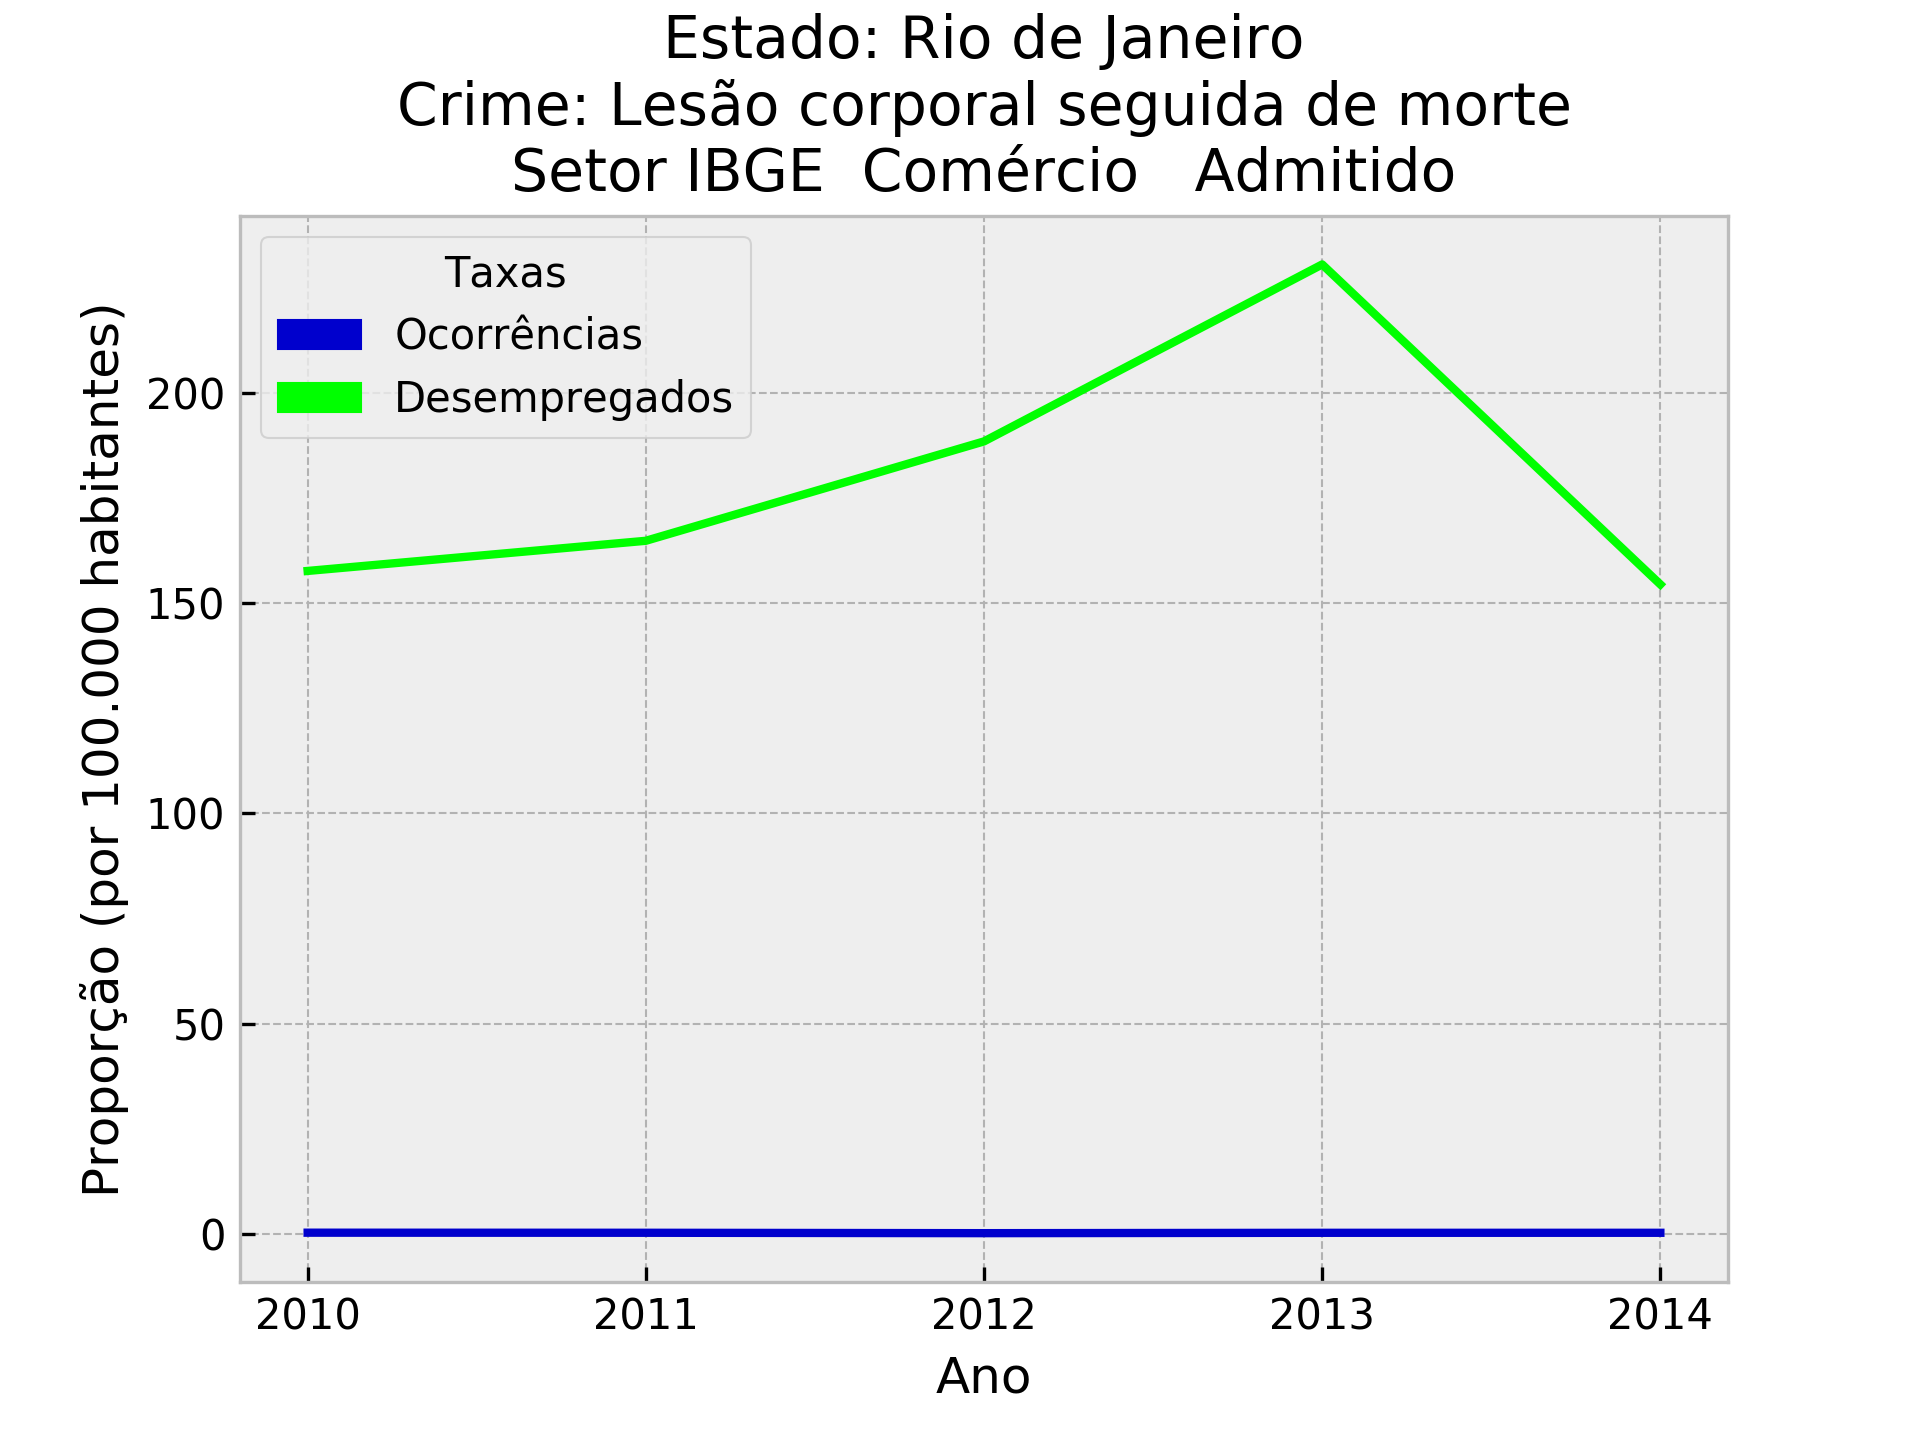 Estado: Rio de Janeiro
Crime: Lesão corporal seguida de morte
Setor IBGE  Comércio   Admitido
Taxas
Ocorrências
Desempregados
Proporção (por 100.000 habitantes)
200
150
100
50
0
2010 2011 2012 2013 2014
Ano